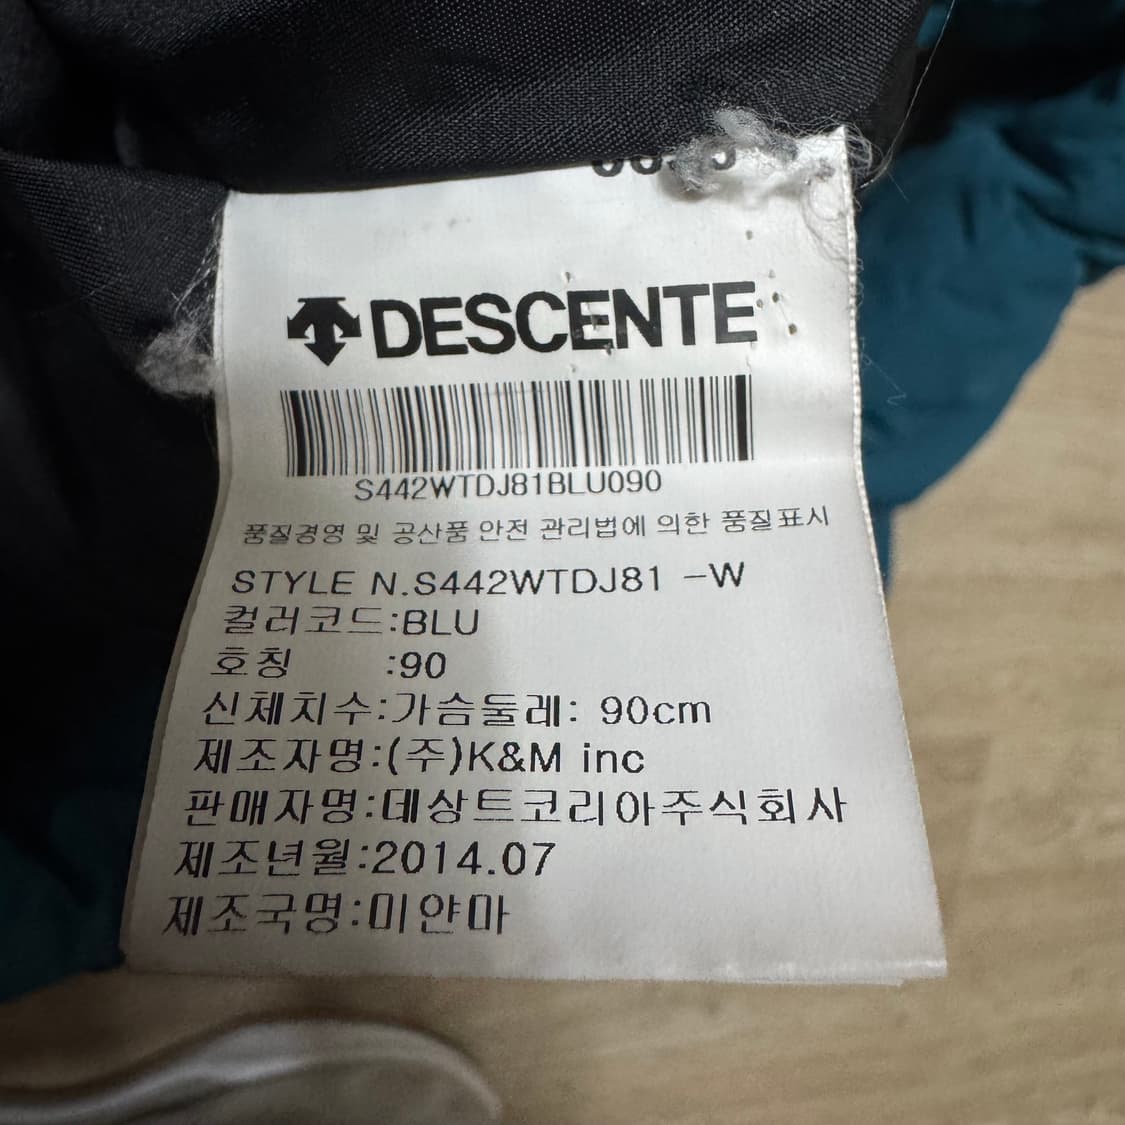 DESCENTE
S442WTDJ81BLU090
품질경영 및 공산품 안전 관리법에 의한 품질표시
STYLE N.S442WTDJ81 -W
컬러코드:BLU
호칭 :90
신체치수:가슴둘레: 90cm
제조자명:(주)K&M inc
판매자명:데상트코리아주식회사
제조년월:2014.07
제조국명:미얀마